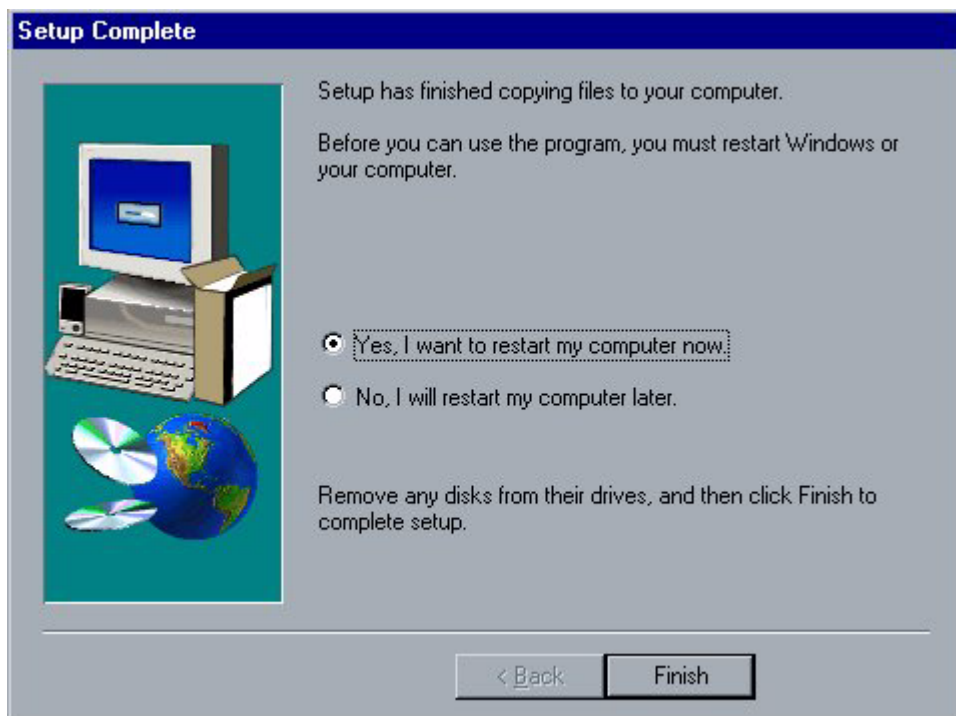 Setup Complete
Setup has finished copying files to your computer.
Before you can use the program, you must restart Windows or
your computer.
Yes, I want to restart my computer now.
No, I will restart my computer later.
Remove any disks from their drives, and then click Finish to
complete setup.
< Back
Finish